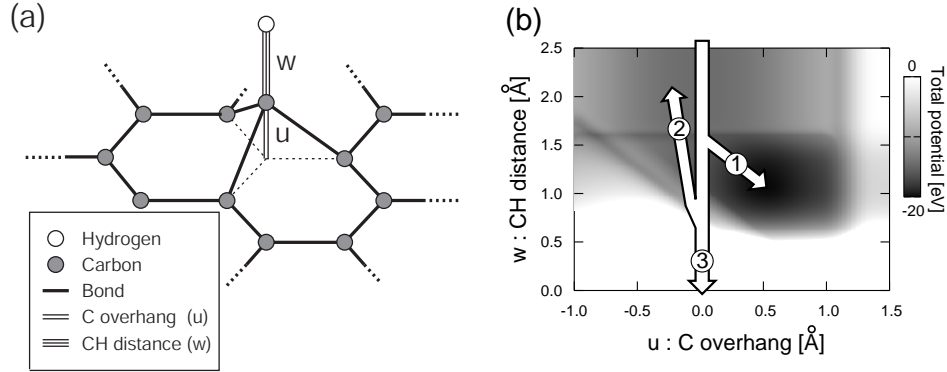 (a)
w
u
Hydrogen
Carbon
Bond
C overhang (u)
CH distance (w)
(b)
w : CH distance [Å]
2.5
2.0
1.5
1.0
0.5
0.0
-1.0 -0.5 0.0 0.5 1.0 1.5
u : C overhang [Å]
1
2
3
0
-20
Total potential [eV]